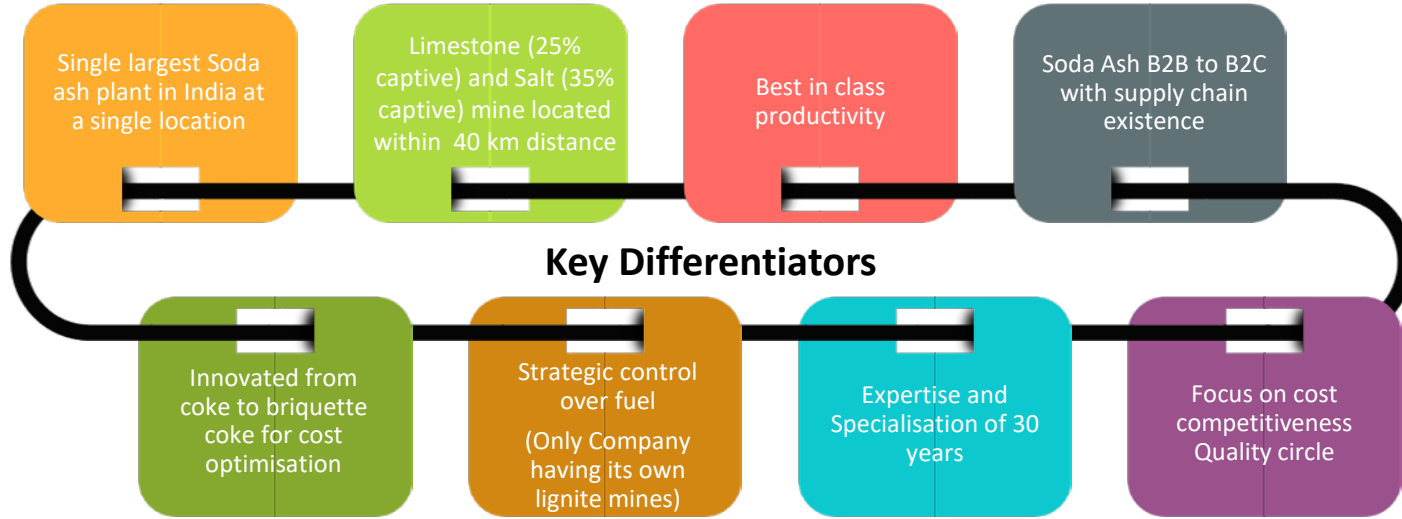 Single largest Soda
ash plant in India at
a single location
Limestone (25%
captive) and Salt (35%
captive) mine located
within 40 km distance
Best in class
productivity
Soda Ash B2B to B2C
with supply chain
existence
Key Differentiators
Innovated from
coke to briquette
coke for cost
optimisation
Strategic control
over fuel
(Only Company
having its own
lignite mines)
Expertise and
Specialisation of 30
years
Focus on cost
competitiveness
Quality circle